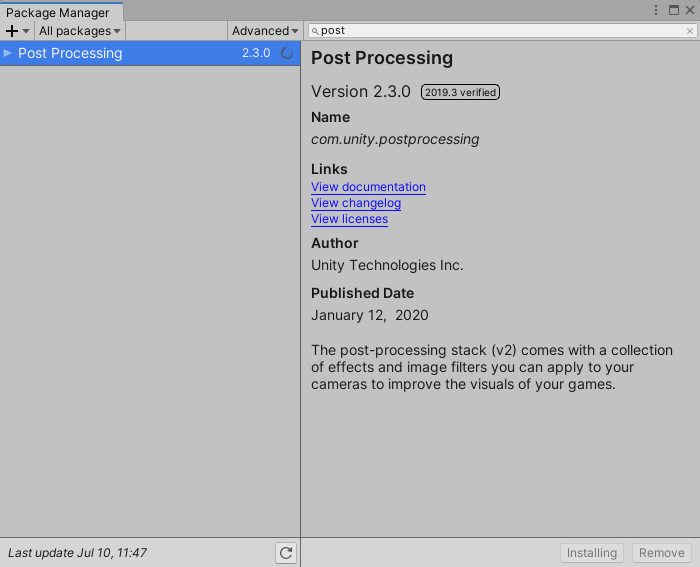 Package Manager
All packages
Advanced
post
Post Processing 2.3.0
Post Processing
Version 2.3.0 2019.3 verified
Name
com.unity.postprocessing
Links
View documentation
View changelog
View licenses
Author
Unity Technologies Inc.
Published Date
January 12, 2020
The post-processing stack (v2) comes with a collection
of effects and image filters you can apply to your
cameras to improve the visuals of your games.
Last update Jul 10, 11:47
Installing
Remove